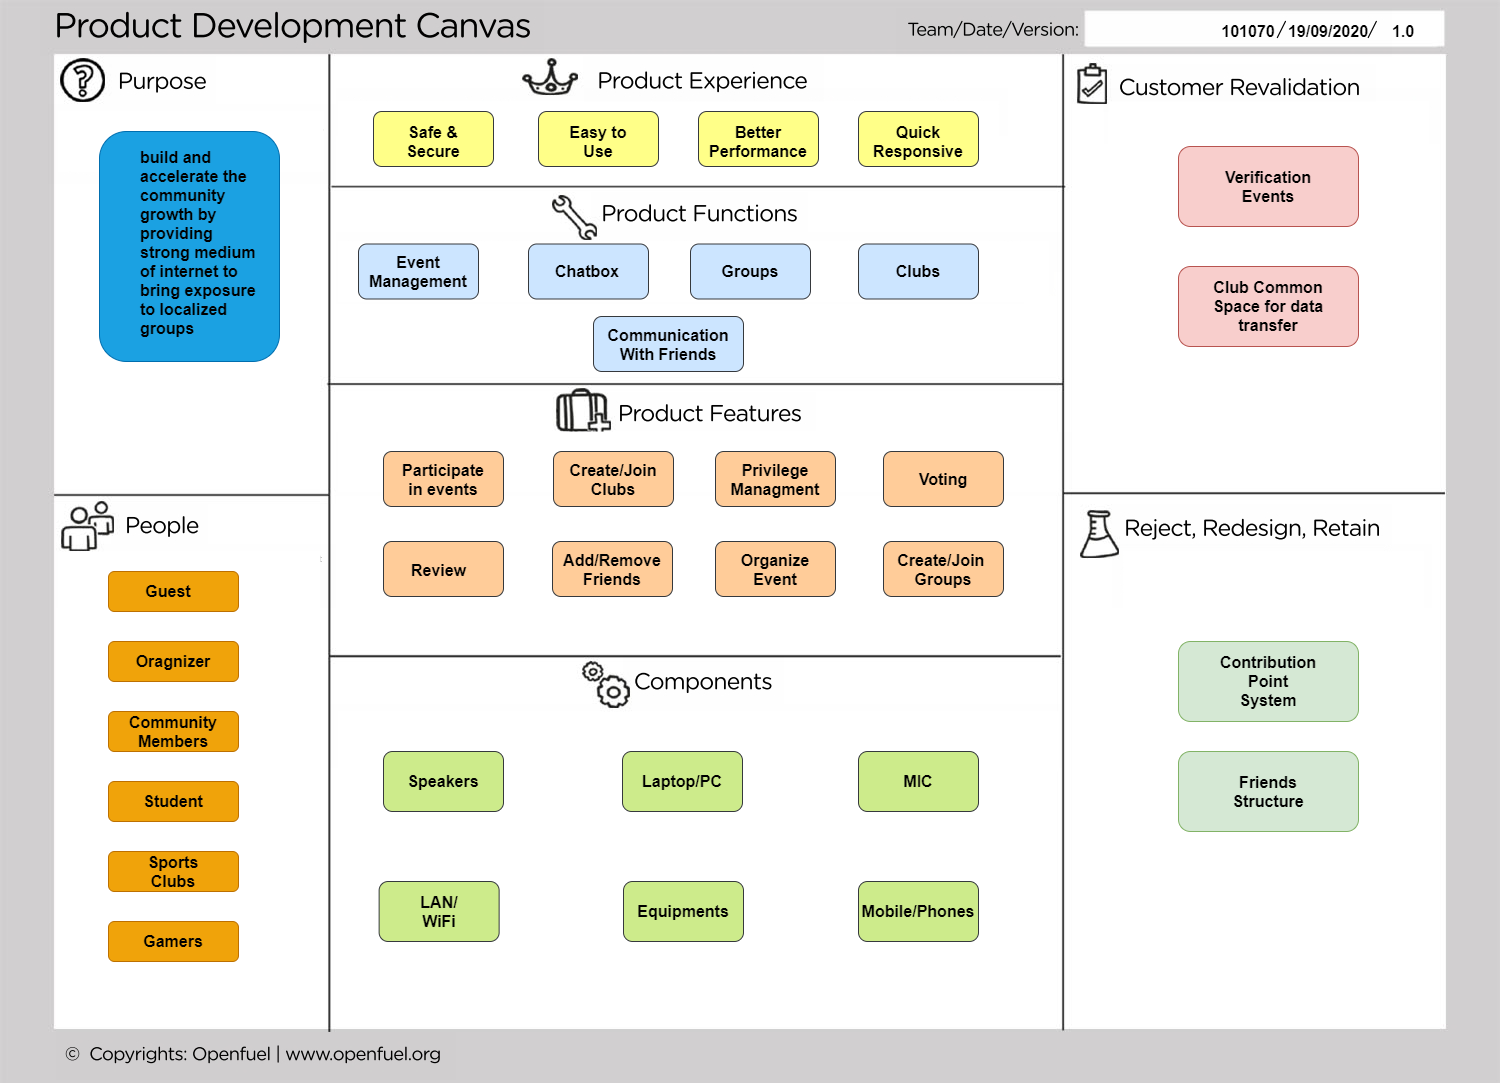 Product Development Canvas
Team/Date/Version:
101070/19/09/2020/ 1.0
Purpose
build and
accelerate the
community
growth by
providing
strong medium
of internet to
bring exposure
to localized
groups
People
Guest
Oragnizer
Community
Members
Student
Sports
Clubs
Gamers
Product Experience
Safe &
Secure
Easy to
Use
Better
Performance
Quick
Responsive
Product Functions
Event
Management
Chatbox
Groups
Clubs
Communication
With Friends
Product Features
Participate
in events
Create/Join
Clubs
Privilege
Managment
Voting
Review
Add/Remove
Friends
Organize
Event
Create/Join
Groups
Components
Speakers
Laptop/PC
MIC
LAN/
WiFi
Equipments
Mobile/Phones
Customer Revalidation
Verification
Events
Club Common
Space for data
transfer
Reject, Redesign, Retain
Contribution
Point
System
Friends
Structure
© Copyrights: Openfuel | www.openfuel.org